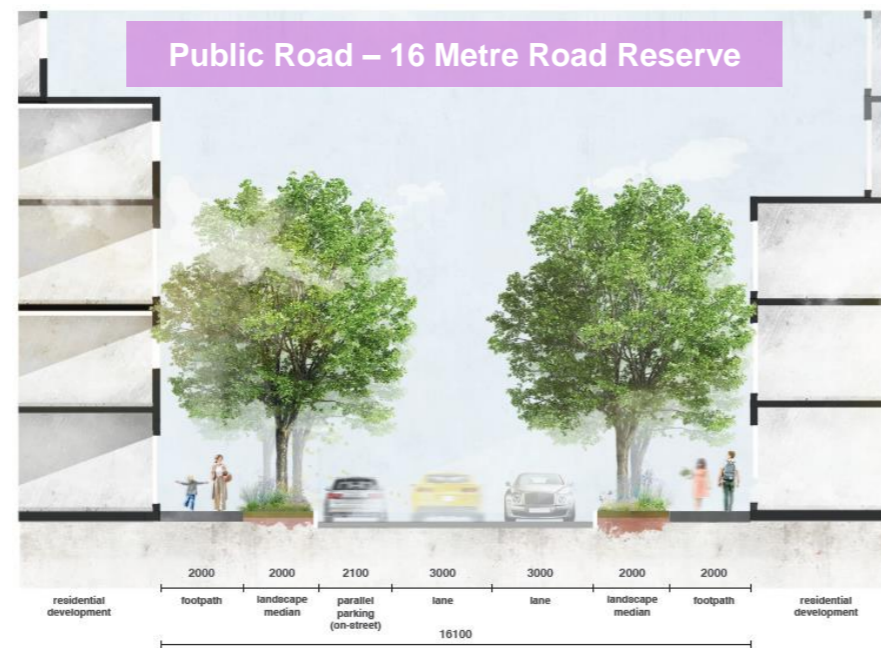 Public Road – 16 Metre Road Reserve
2000 2000 2100 3000 3000 2000 2000
residential development footpath landscape median parallel parking (on-street) lane lane landscape median footpath residential development
16100